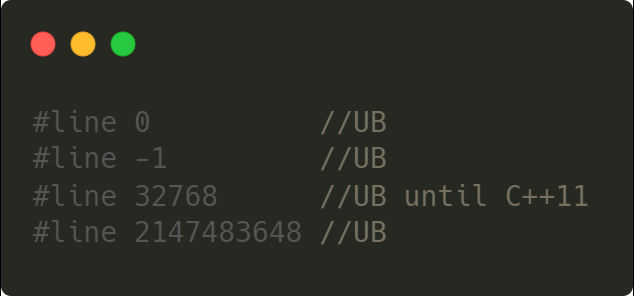 #line 0          //UB
#line -1         //UB
#line 32768      //UB until C++11
#line 2147483648 //UB